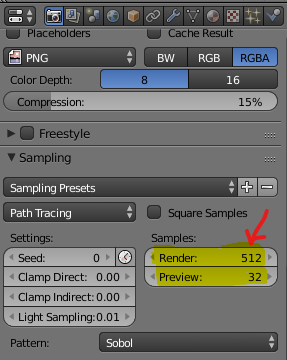 Placeholders Cache Result
PNG BW RGB RGBA
Color Depth: 8 16
Compression: 15%
Freestyle
Sampling
Sampling Presets
Path Tracing Square Samples
Settings: Samples:
Seed: 0 Render: 512
Clamp Direct: 0.00 Preview: 32
Clamp Indirect: 0.00
Light Sampling: 0.01
Pattern: Sobol